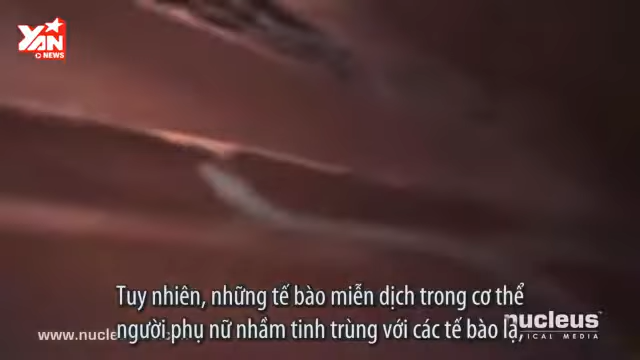 YAN
NEWS
Tuy nhiên, những tế bào miễn dịch trong cơ thể
người phụ nữ nhầm tinh trùng với các tế bào lạ,
nucleus
ICAL MEDIA
www.nucle